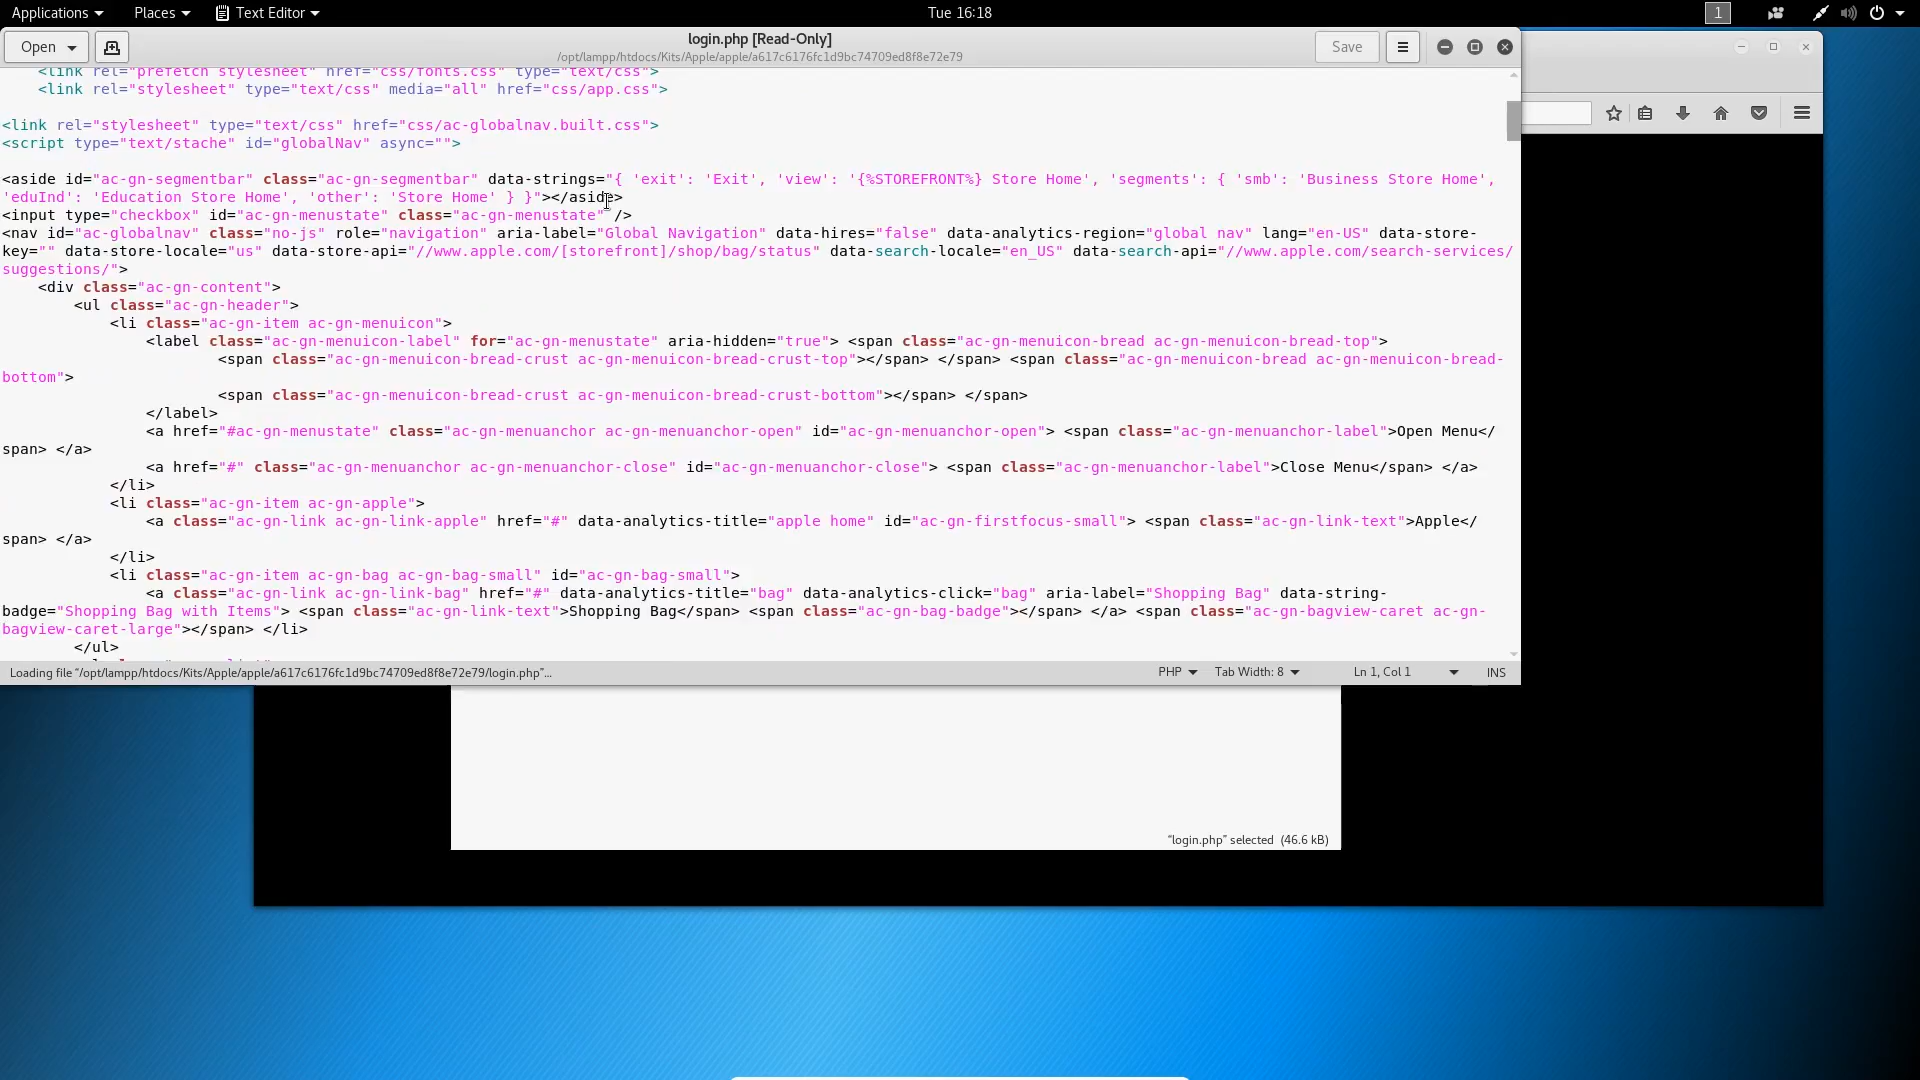 Applications Places Text Editor Tue 16:18 1
Open login.php [Read-Only] Save
/opt/lampp/htdocs/Kits/Apple/apple/a617c6176fc1d9bc74709ed8f8e72e79
<link rel="prefetch stylesheet" href="css/fonts.css" type="text/css">
<link rel="stylesheet" type="text/css" media="all" href="css/app.css">
<link rel="stylesheet" type="text/css" href="css/ac-globalnav.built.css">
<script type="text/stache" id="globalNav" async="">
<aside id="ac-gn-segmentbar" class="ac-gn-segmentbar" data-strings="{ 'exit': 'Exit', 'view': '{%STOREFRONT%} Store Home', 'segments': { 'smb': 'Business Store Home',
'eduInd': 'Education Store Home', 'other': 'Store Home' } }"></aside>
<input type="checkbox" id="ac-gn-menustate" class="ac-gn-menustate" />
<nav id="ac-globalnav" class="no-js" role="navigation" aria-label="Global Navigation" data-hires="false" data-analytics-region="global nav" lang="en-US" data-store-
key="" data-store-locale="us" data-store-api="//www.apple.com/[storefront]/shop/bag/status" data-search-locale="en_US" data-search-api="//www.apple.com/search-services/
suggestions/">
<div class="ac-gn-content">
<ul class="ac-gn-header">
<li class="ac-gn-item ac-gn-menuicon">
<label class="ac-gn-menuicon-label" for="ac-gn-menustate" aria-hidden="true"> <span class="ac-gn-menuicon-bread ac-gn-menuicon-bread-top">
<span class="ac-gn-menuicon-bread-crust ac-gn-menuicon-bread-crust-top"></span> </span> <span class="ac-gn-menuicon-bread ac-gn-menuicon-bread-
bottom">
<span class="ac-gn-menuicon-bread-crust ac-gn-menuicon-bread-crust-bottom"></span> </span>
</label>
<a href="#ac-gn-menustate" class="ac-gn-menuanchor ac-gn-menuanchor-open" id="ac-gn-menuanchor-open"> <span class="ac-gn-menuanchor-label">Open Menu</
span> </a>
<a href="#" class="ac-gn-menuanchor ac-gn-menuanchor-close" id="ac-gn-menuanchor-close"> <span class="ac-gn-menuanchor-label">Close Menu</span> </a>
</li>
<li class="ac-gn-item ac-gn-apple">
<a class="ac-gn-link ac-gn-link-apple" href="#" data-analytics-title="apple home" id="ac-gn-firstfocus-small"> <span class="ac-gn-link-text">Apple</
span> </a>
</li>
<li class="ac-gn-item ac-gn-bag ac-gn-bag-small" id="ac-gn-bag-small">
<a class="ac-gn-link ac-gn-link-bag" href="#" data-analytics-title="bag" data-analytics-click="bag" aria-label="Shopping Bag" data-string-
badge="Shopping Bag with Items"> <span class="ac-gn-link-text">Shopping Bag</span> <span class="ac-gn-bag-badge"></span> </a> <span class="ac-gn-bagview-caret ac-gn-
bagview-caret-large"></span> </li>
</ul>
Loading file "/opt/lampp/htdocs/Kits/Apple/apple/a617c6176fc1d9bc74709ed8f8e72e79/login.php"… PHP Tab Width: 8 Ln 1, Col 1 INS
"login.php" selected (46.6 kB)